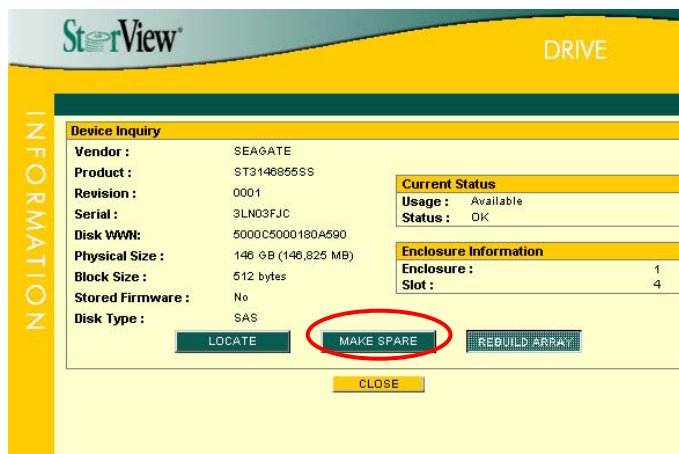 StorView
DRIVE
INFORMATION
Device Inquiry
Vendor : SEAGATE
Product : ST3146855SS
Revision : 0001
Serial : 3LN03FJC
Disk WWN: 5000C5000180A590
Physical Size : 146 GB (146,825 MB)
Block Size : 512 bytes
Stored Firmware : No
Disk Type : SAS
Current Status
Usage : Available
Status : OK
Enclosure Information
Enclosure : 1
Slot : 4
LOCATE
MAKE SPARE
REBUILD ARRAY
CLOSE